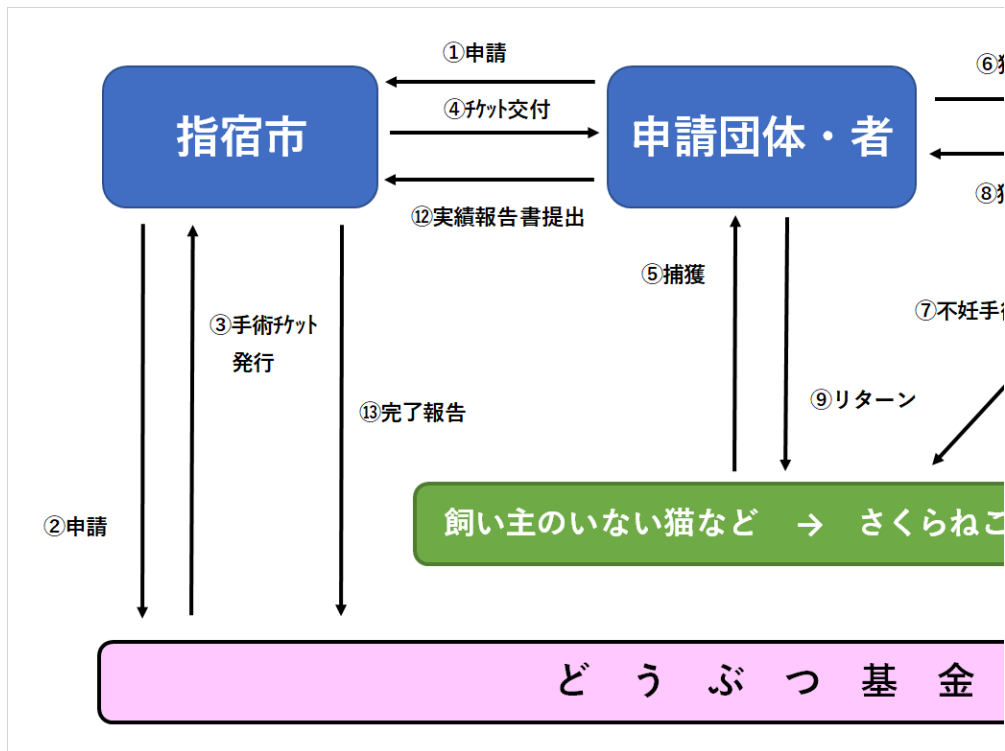 ①申請
⑥
指宿市
④ﾁｹｯﾄ交付
申請団体・者
⑫実績報告書提出
⑧
⑤捕獲
③手術ﾁｹｯﾄ
発行
⑦不妊手術
⑨リターン
⑬完了報告
②申請
飼い主のいない猫など → さくらねこ
どうぶつ基金